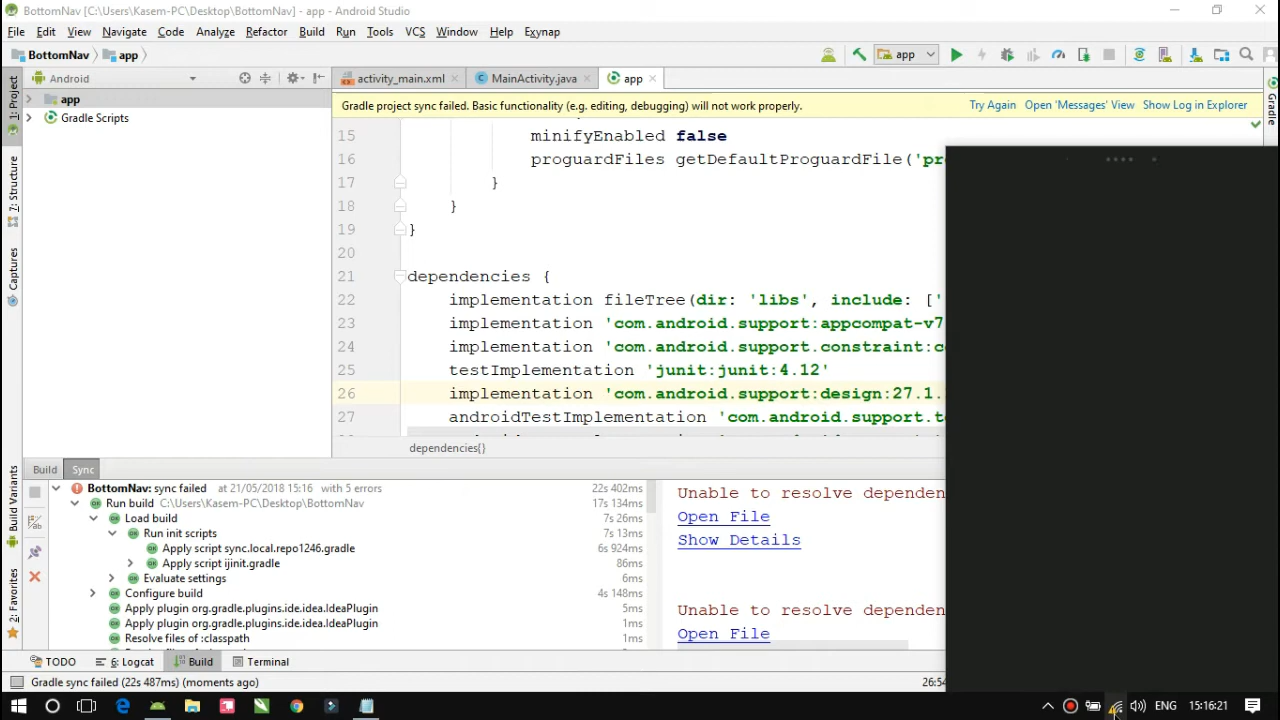 BottomNav [C:\Users\Kasem-PC\Desktop\BottomNav] - app - Android Studio
File Edit View Navigate Code Analyze Refactor Build Run Tools VCS Window Help Exynap
BottomNav app
app
Android
activity_main.xml MainActivity.java app
1: Project
7: Structure
Captures
Build Variants
2: Favorites
Gradle
app
Gradle Scripts
Gradle project sync failed. Basic functionality (e.g. editing, debugging) will not work properly.
Try Again Open 'Messages' View Show Log in Explorer
15 minifyEnabled false
16 proguardFiles getDefaultProguardFile('pr
17 }
18 }
19 }
20
21 dependencies {
22 implementation fileTree(dir: 'libs', include: ['
23 implementation 'com.android.support:appcompat-v7
24 implementation 'com.android.support.constraint:c
25 testImplementation 'junit:junit:4.12'
26 implementation 'com.android.support:design:27.1.
27 androidTestImplementation 'com.android.support.t
dependencies{}
Build Sync
BottomNav: sync failed at 21/05/2018 15:16 with 5 errors 22s 402ms
Run build C:\Users\Kasem-PC\Desktop\BottomNav 17s 134ms
Load build 7s 26ms
Run init scripts 7s 13ms
Apply script sync.local.repo1246.gradle 6s 924ms
Apply script ijinit.gradle 86ms
Evaluate settings 6ms
Configure build 4s 148ms
Apply plugin org.gradle.plugins.ide.idea.IdeaPlugin 5ms
Apply plugin org.gradle.plugins.ide.idea.IdeaPlugin 1ms
Resolve files of :classpath 1ms
Unable to resolve dependen
Open File
Show Details
Unable to resolve dependen
Open File
TODO 6: Logcat Build Terminal
Gradle sync failed (22s 487ms) (moments ago)
26:54
ENG 15:16:21